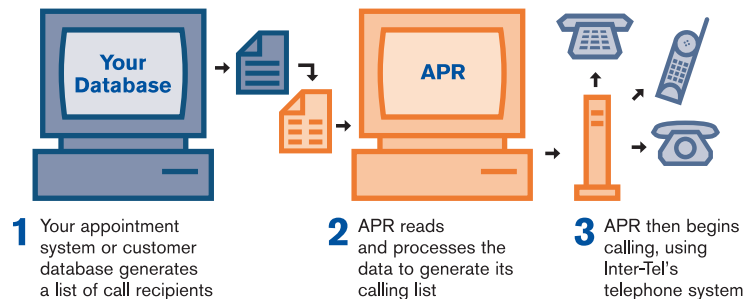 Your
Database
APR
1 Your appointment
system or customer
database generates
a list of call recipients
2 APR reads
and processes the
data to generate its
calling list
3 APR then begins
calling, using
Inter-Tel's
telephone system